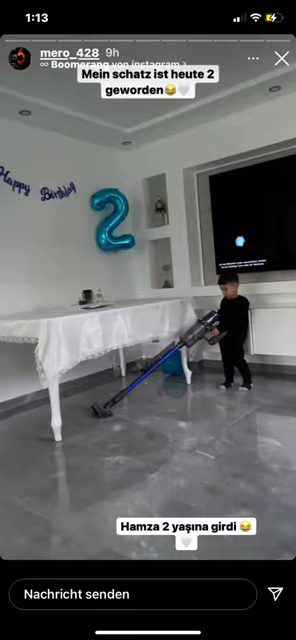 1:13
mero_428 9h
∞ Boomerang von instagram >
Mein schatz ist heute 2
geworden😂🤍
Happy Birthday
2
Hamza 2 yaşına girdi 😂
🤍
Nachricht senden